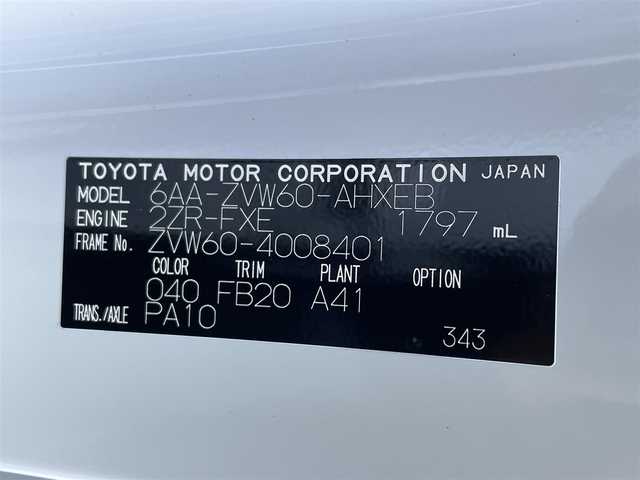 TOYOTA MOTOR CORPORATION JAPAN
MODEL 6AA-ZVW60-AHXEB
ENGINE 2ZR-FXE 1797 mL
FRAME No. ZVW60-4008401
COLOR TRIM PLANT OPTION
040 FB20 A41
TRANS./AXLE PA10
343